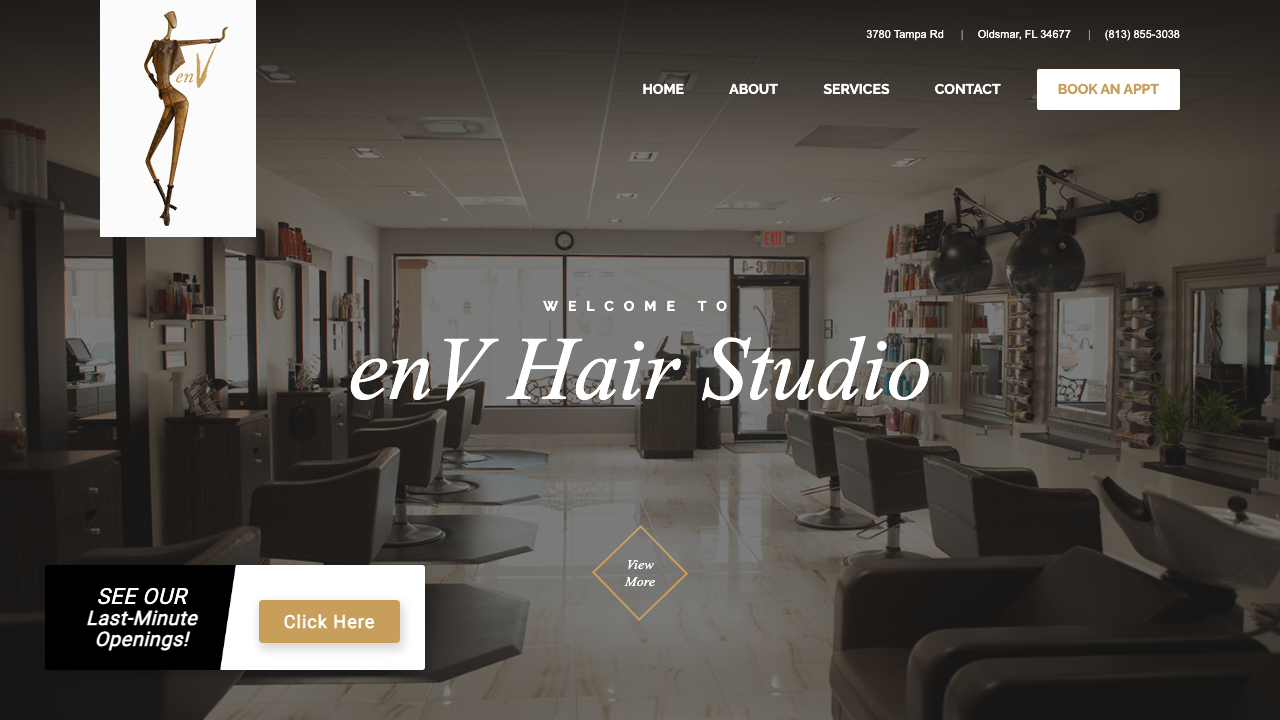 enV
3780 Tampa Rd | Oldsmar, FL 34677 | (813) 855-3038
HOME ABOUT SERVICES CONTACT BOOK AN APPT
EXIT
WELCOME TO
enV Hair Studio
View
More
SEE OUR
Last-Minute
Openings!
Click Here